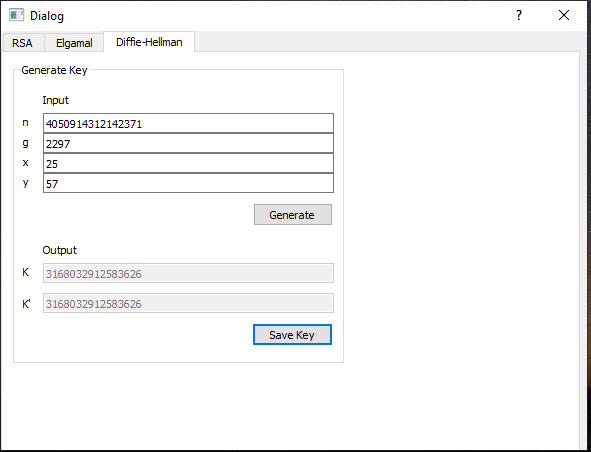 Dialog
RSA Elgamal Diffie-Hellman
Generate Key
Input
n 4050914312142371
g 2297
x 25
y 57
Generate
Output
K 3168032912583626
K' 3168032912583626
Save Key